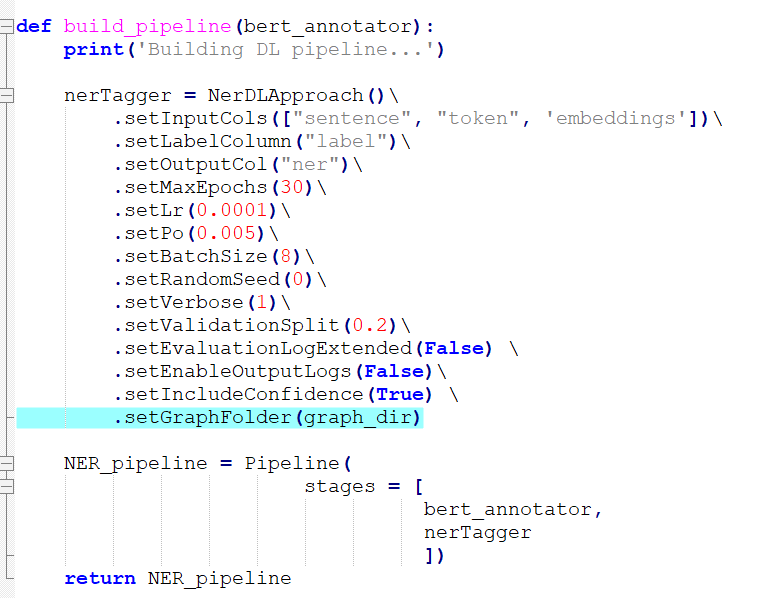 def build_pipeline(bert_annotator):
    print('Building DL pipeline...')

    nerTagger = NerDLApproach()\
        .setInputCols(["sentence", "token", 'embeddings'])\
        .setLabelColumn("label")\
        .setOutputCol("ner")\
        .setMaxEpochs(30)\
        .setLr(0.0001)\
        .setPo(0.005)\
        .setBatchSize(8)\
        .setRandomSeed(0)\
        .setVerbose(1)\
        .setValidationSplit(0.2)\
        .setEvaluationLogExtended(False) \
        .setEnableOutputLogs(False)\
        .setIncludeConfidence(True) \
        .setGraphFolder(graph_dir)

    NER_pipeline = Pipeline(
                        stages = [
                                  bert_annotator,
                                  nerTagger
                                  ])
    return NER_pipeline